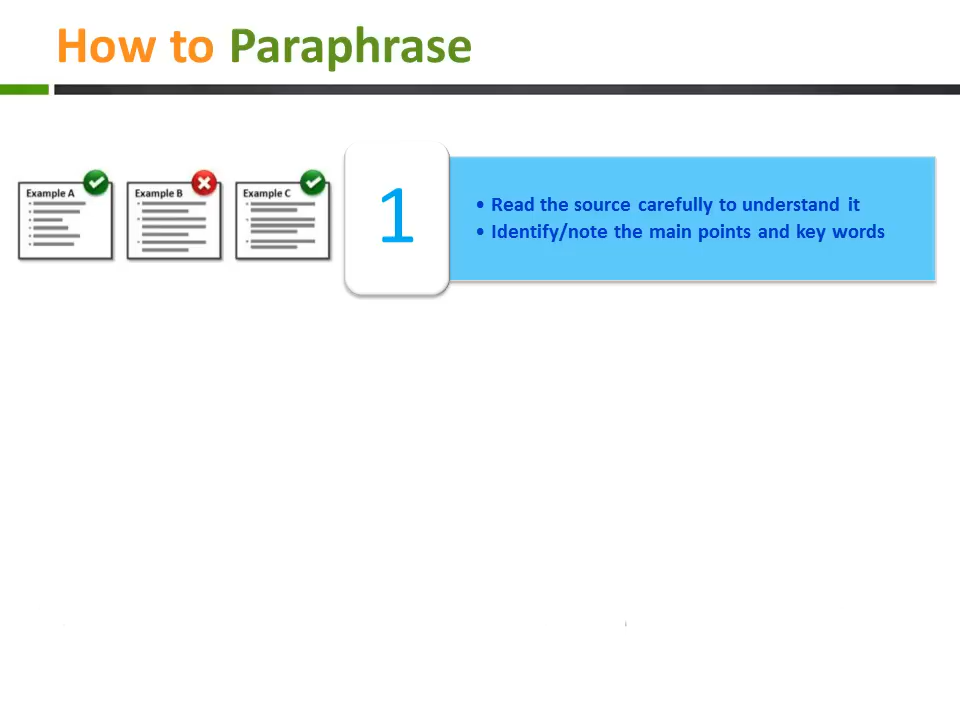 How to Paraphrase
Example A
Example B
Example C
1
• Read the source carefully to understand it
• Identify/note the main points and key words